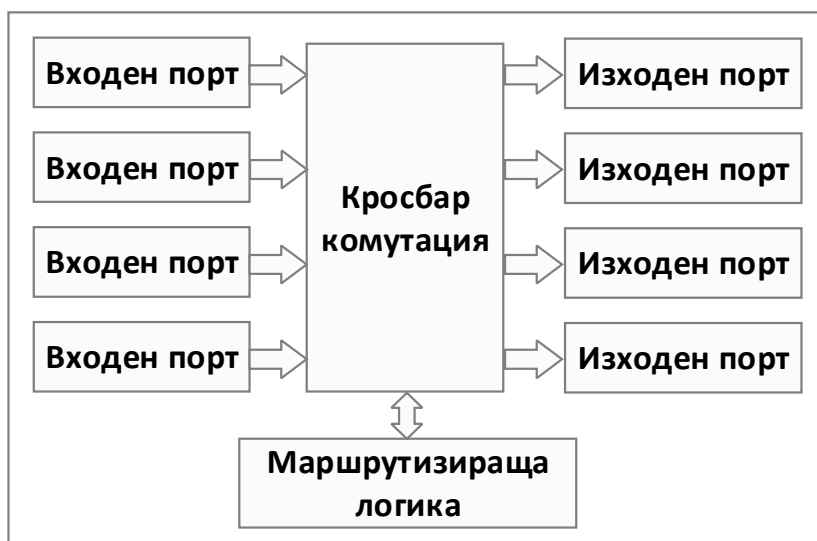 Входен порт
Входен порт
Входен порт
Входен порт
Кросбар
комутация
Изходен порт
Изходен порт
Изходен порт
Изходен порт
Маршрутизираща
логика